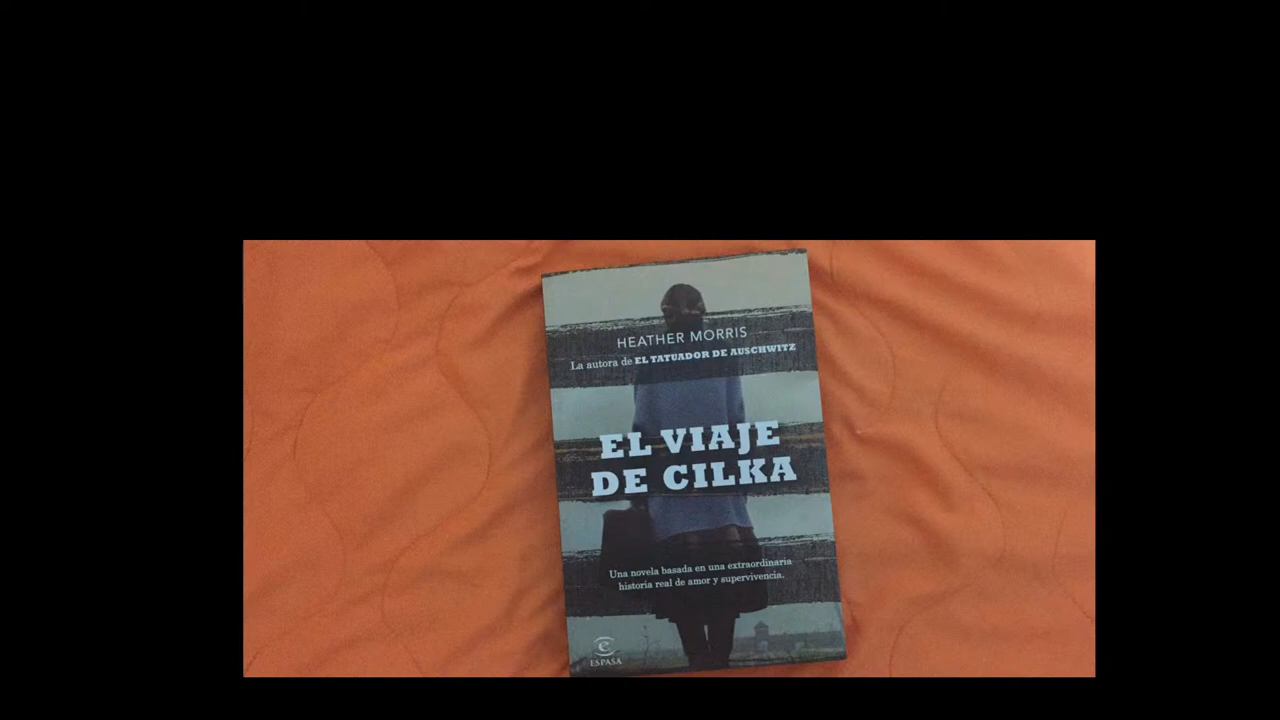 HEATHER MORRIS
La autora de EL TATUADOR DE AUSCHWITZ
EL VIAJE
DE CILKA
Una novela basada en una extraordinaria
historia real de amor y supervivencia.
e
ESPASA